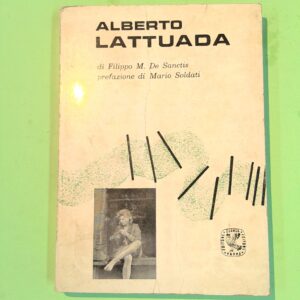 ALBERTO
LATTUADA
di Filippo M. De Sanctis
prefazione di Mario Soldati